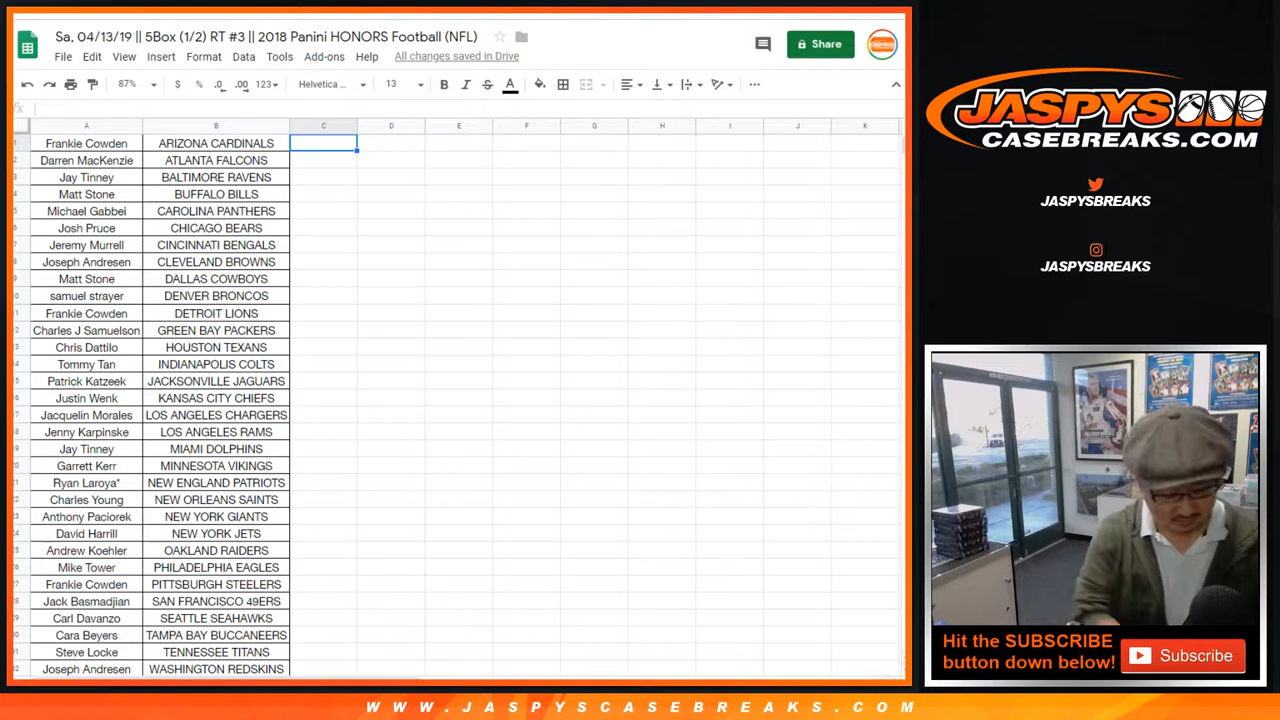 Sa, 04/13/19 || 5Box (1/2) RT #3 || 2018 Panini HONORS Football (NFL)
File Edit View Insert Format Data Tools Add-ons Help All changes saved in Drive
Share
87% $ % .0 .00 123 Helvetica ... 13 B I S A
fx
A B C D E F G H I J K
Frankie Cowden ARIZONA CARDINALS
2 Darren MacKenzie ATLANTA FALCONS
3 Jay Tinney BALTIMORE RAVENS
4 Matt Stone BUFFALO BILLS
5 Michael Gabbei CAROLINA PANTHERS
6 Josh Pruce CHICAGO BEARS
7 Jeremy Murrell CINCINNATI BENGALS
8 Joseph Andresen CLEVELAND BROWNS
9 Matt Stone DALLAS COWBOYS
samuel strayer DENVER BRONCOS
Frankie Cowden DETROIT LIONS
Charles J Samuelson GREEN BAY PACKERS
Chris Dattilo HOUSTON TEXANS
Tommy Tan INDIANAPOLIS COLTS
Patrick Katzeek JACKSONVILLE JAGUARS
Justin Wenk KANSAS CITY CHIEFS
Jacquelin Morales LOS ANGELES CHARGERS
Jenny Karpinske LOS ANGELES RAMS
Jay Tinney MIAMI DOLPHINS
Garrett Kerr MINNESOTA VIKINGS
Ryan Laroya* NEW ENGLAND PATRIOTS
Charles Young NEW ORLEANS SAINTS
Anthony Paciorek NEW YORK GIANTS
David Harrill NEW YORK JETS
Andrew Koehler OAKLAND RAIDERS
Mike Tower PHILADELPHIA EAGLES
Frankie Cowden PITTSBURGH STEELERS
Jack Basmadjian SAN FRANCISCO 49ERS
Carl Davanzo SEATTLE SEAHAWKS
Cara Beyers TAMPA BAY BUCCANEERS
Steve Locke TENNESSEE TITANS
Joseph Andresen WASHINGTON REDSKINS
JASPYS
CASEBREAKS.COM
JASPYSBREAKS
JASPYSBREAKS
Hit the SUBSCRIBE
button down below!
Subscribe
WWW.JASPYSCASEBREAKS.COM